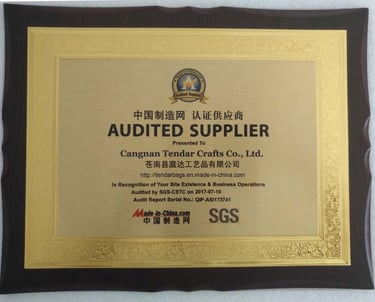 Audited Supplier
中国制造网 认证供应商
AUDITED SUPPLIER
Presented To
Cangnan Tendar Crafts Co., Ltd.
苍南县庭达工艺品有限公司
http://tendarbags.en.made-in-china.com
In Recognition of Your Site Existence & Business Operations
Audited by SGS-CSTC on 2017-07-10
Audit Report Serial No.: QIP-ASI173741
Made-in-China.com
中国制造网
SGS